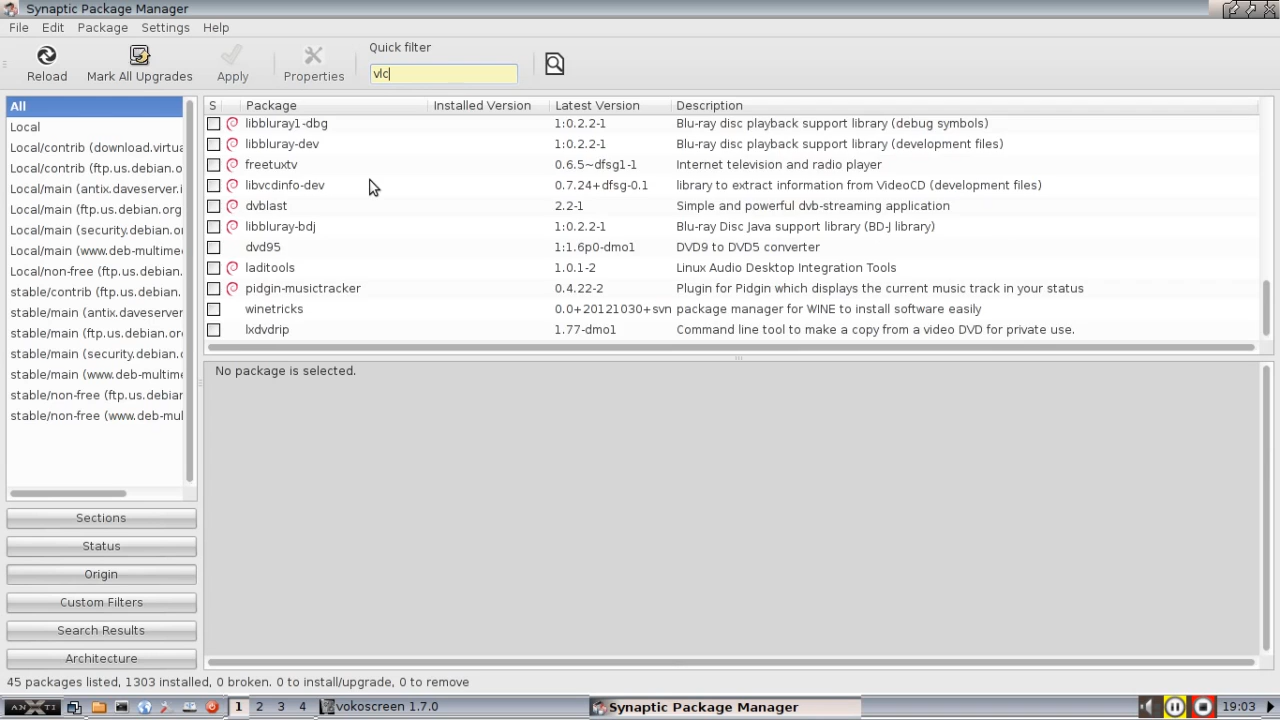 Synaptic Package Manager
File Edit Package Settings Help
Quick filter
Reload Mark All Upgrades Apply Properties vlc
All
Local
Local/contrib (download.virtua
Local/contrib (ftp.us.debian.o
Local/main (antix.daveserver.i
Local/main (ftp.us.debian.org
Local/main (security.debian.o
Local/main (www.deb-multime
Local/non-free (ftp.us.debian
stable/contrib (ftp.us.debian.
stable/main (antix.daveserver
stable/main (ftp.us.debian.or
stable/main (security.debian.o
stable/main (www.deb-multim
stable/non-free (ftp.us.debian
stable/non-free (www.deb-mul
Sections
Status
Origin
Custom Filters
Search Results
Architecture
S Package Installed Version Latest Version Description
libbluray1-dbg 1:0.2.2-1 Blu-ray disc playback support library (debug symbols)
libbluray-dev 1:0.2.2-1 Blu-ray disc playback support library (development files)
freetuxtv 0.6.5~dfsg1-1 Internet television and radio player
libvcdinfo-dev 0.7.24+dfsg-0.1 library to extract information from VideoCD (development files)
dvblast 2.2-1 Simple and powerful dvb-streaming application
libbluray-bdj 1:0.2.2-1 Blu-ray Disc Java support library (BD-J library)
dvd95 1:1.6p0-dmo1 DVD9 to DVD5 converter
laditools 1.0.1-2 Linux Audio Desktop Integration Tools
pidgin-musictracker 0.4.22-2 Plugin for Pidgin which displays the current music track in your status
winetricks 0.0+20121030+svn package manager for WINE to install software easily
lxdvdrip 1.77-dmo1 Command line tool to make a copy from a video DVD for private use.
No package is selected.
45 packages listed, 1303 installed, 0 broken. 0 to install/upgrade, 0 to remove
1 2 3 4 vokoscreen 1.7.0 Synaptic Package Manager 19:03